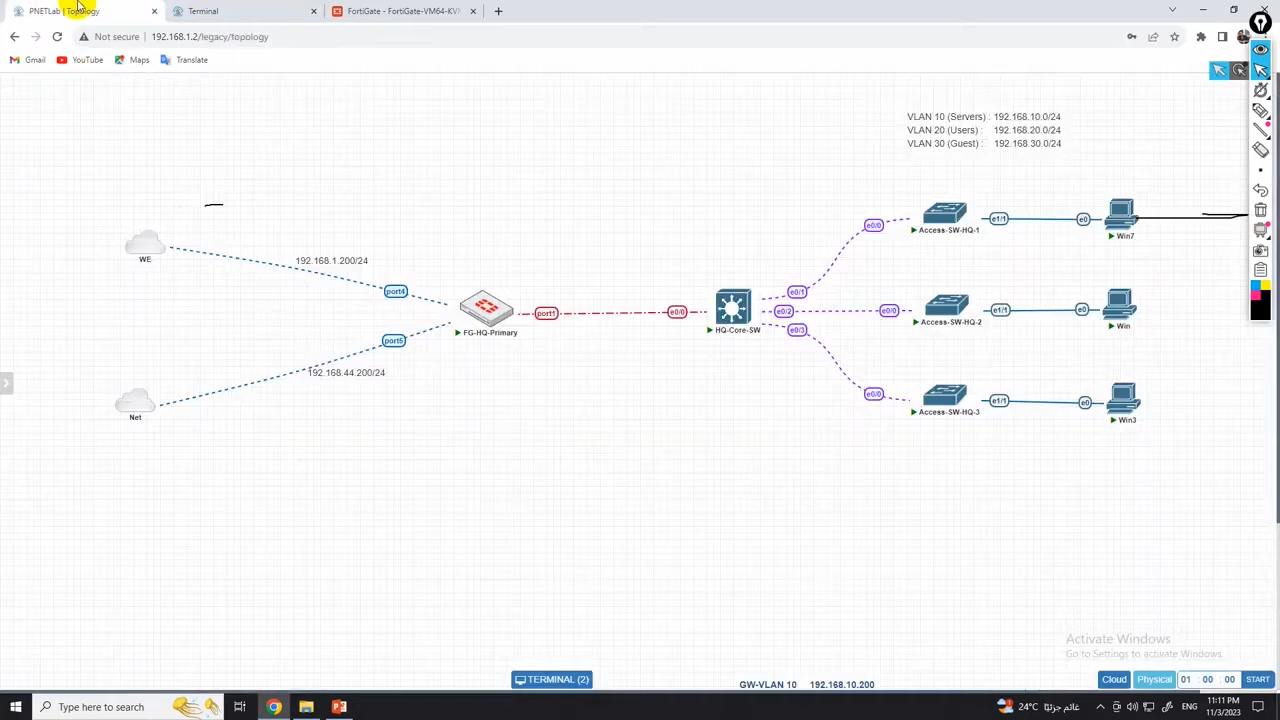 PNETLab | Topology
Terminal
FortiGate - FortiGate-VM64-KV
Not secure
192.168.1.2/legacy/topology
Gmail
YouTube
Maps
Translate
VLAN 10 (Servers) : 192.168.10.0/24
VLAN 20 (Users) : 192.168.20.0/24
VLAN 30 (Guest) : 192.168.30.0/24
e0/0
Access-SW-HQ-1
e1/1
e0
Win7
WE
192.168.1.200/24
port4
FG-HQ-Primary
port1
e0/0
HQ-Core-SW
e0/1
e0/2
e0/3
e0/0
Access-SW-HQ-2
e1/1
e0
Win
port5
192.168.44.200/24
Net
e0/0
Access-SW-HQ-3
e1/1
e0
Win3
Activate Windows
Go to Settings to activate Windows.
TERMINAL (2)
GW-VLAN 10 192.168.10.200
Cloud
Physical
01 : 00 : 00
START
Type here to search
24°C
غائم جزئيًا
ENG
11:11 PM
11/3/2023